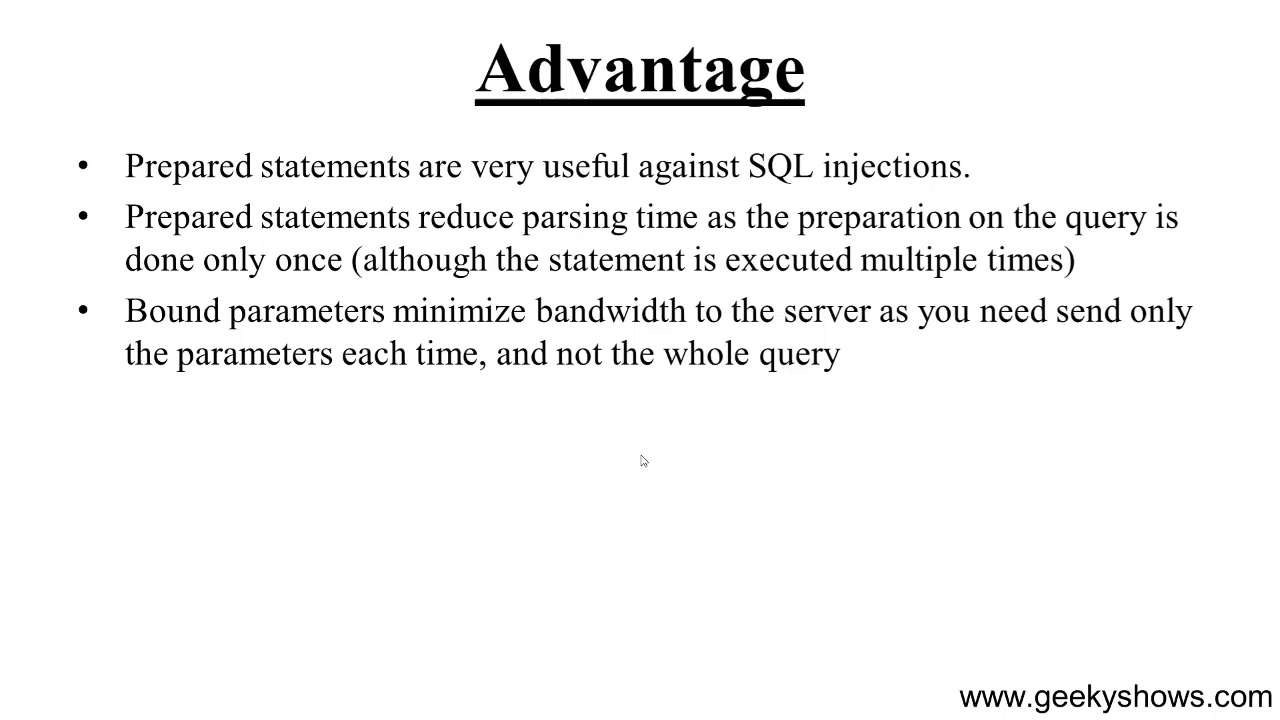 Advantage
• Prepared statements are very useful against SQL injections.
• Prepared statements reduce parsing time as the preparation on the query is
done only once (although the statement is executed multiple times)
• Bound parameters minimize bandwidth to the server as you need send only
the parameters each time, and not the whole query
www.geekyshows.com